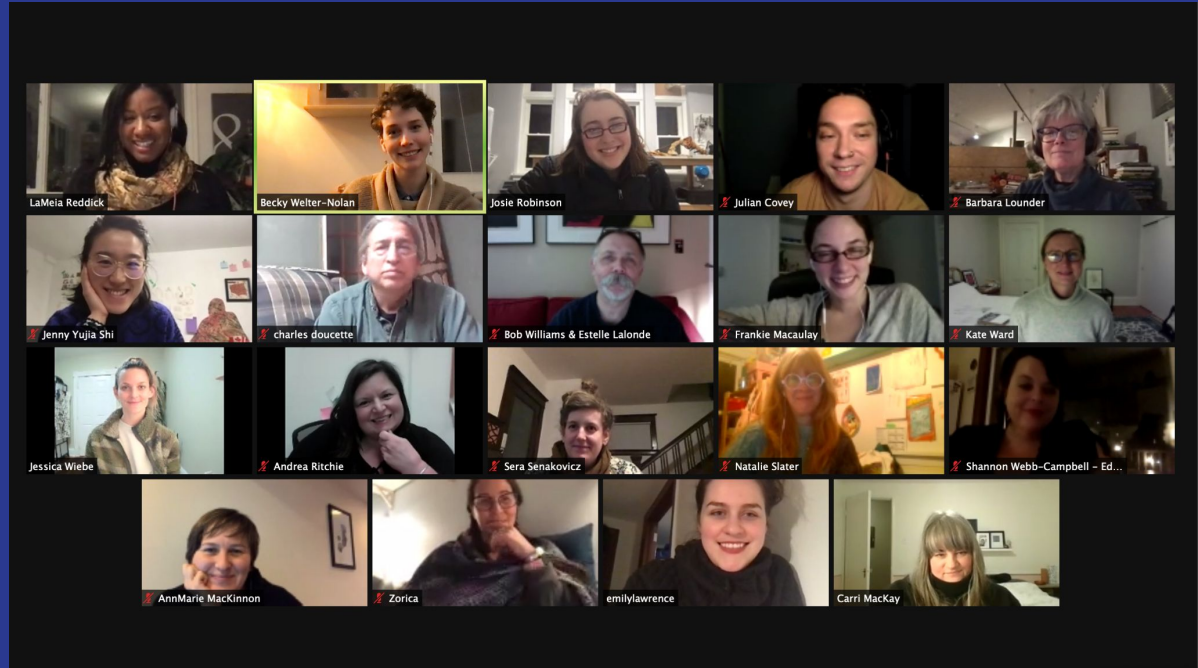 LaMeia Reddick
Becky Welter-Nolan
Josie Robinson
Julian Covey
Barbara Lounder
Jenny Yujia Shi
charles doucette
Bob Williams & Estelle Lalonde
Frankie Macaulay
Kate Ward
Jessica Wiebe
Andrea Ritchie
Sera Senakovicz
Natalie Slater
Shannon Webb-Campbell - Ed...
AnnMarie MacKinnon
Zorica
emilylawrence
Carri MacKay